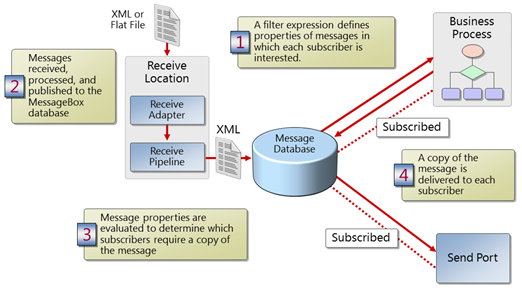 XML or
Flat File
1
A filter expression defines
properties of messages in
which each subscriber is
interested.
Business
Process
2
Messages
received,
processed, and
published to the
MessageBox
database
Receive
Location
Receive
Adapter
Receive
Pipeline
XML
Message
Database
Subscribed
4
A copy of the
message is
delivered to each
subscriber
3
Message properties are
evaluated to determine which
subscribers require a copy of
the message
Subscribed
Send Port